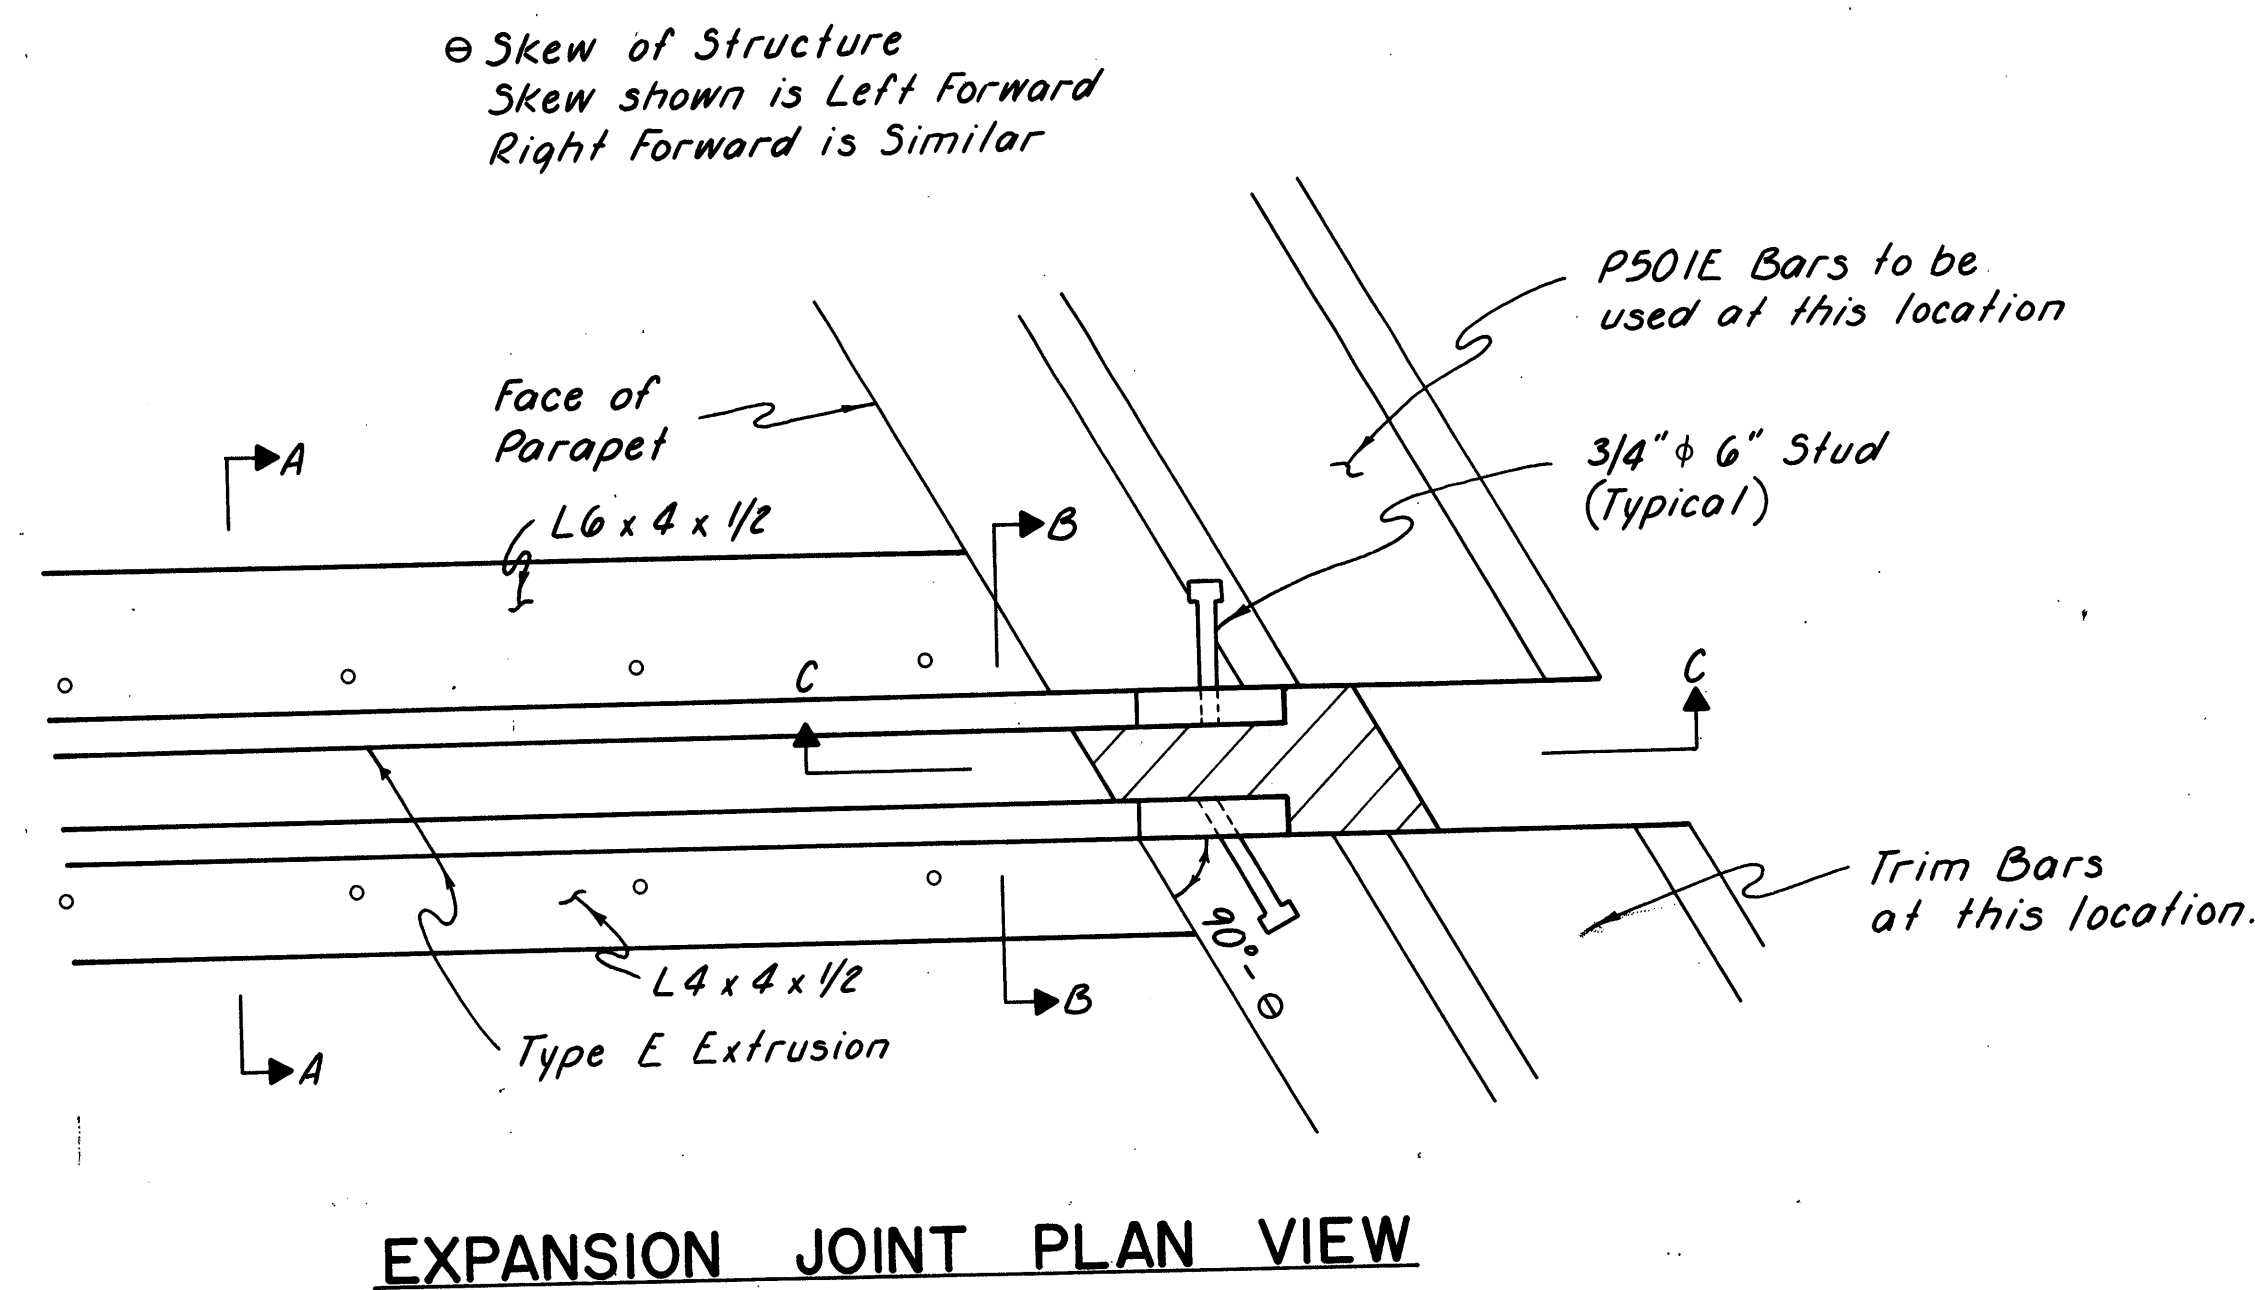 ⊖ Skew of Structure
Skew shown is Left Forward
Right Forward is Similar
P501E Bars to be
used at this location
Face of
Parapet
3/4"ϕ 6" Stud
(Typical)
A
L6 x 4 x 1/2
B
C
C
Trim Bars
at this location.
90°-⊖
L4 x 4 x 1/2
B
Type E Extrusion
A
EXPANSION JOINT PLAN VIEW